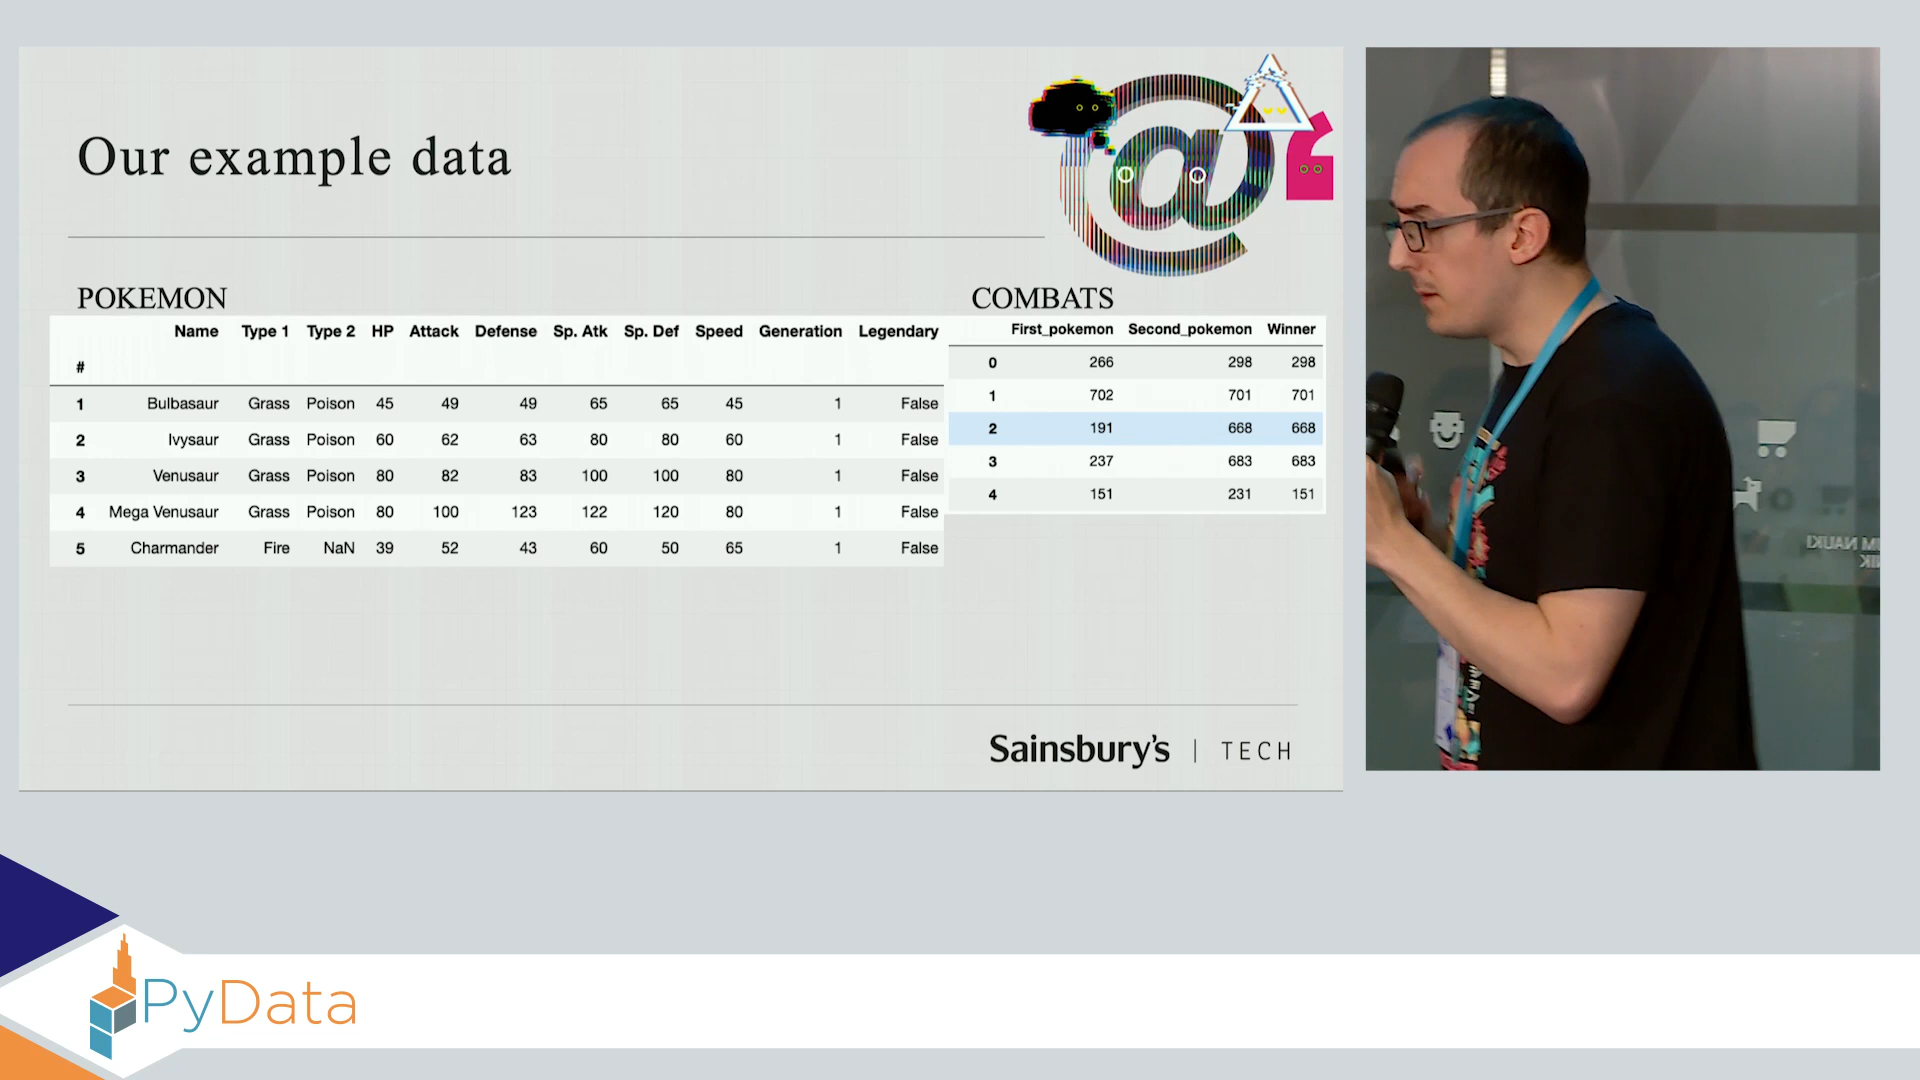 Our example data
POKEMON
# Name Type 1 Type 2 HP Attack Defense Sp. Atk Sp. Def Speed Generation Legendary
1 Bulbasaur Grass Poison 45 49 49 65 65 45 1 False
2 Ivysaur Grass Poison 60 62 63 80 80 60 1 False
3 Venusaur Grass Poison 80 82 83 100 100 80 1 False
4 Mega Venusaur Grass Poison 80 100 123 122 120 80 1 False
5 Charmander Fire NaN 39 52 43 60 50 65 1 False
COMBATS
First_pokemon Second_pokemon Winner
0 266 298 298
1 702 701 701
2 191 668 668
3 237 683 683
4 151 231 151
Sainsbury's | TECH
PyData